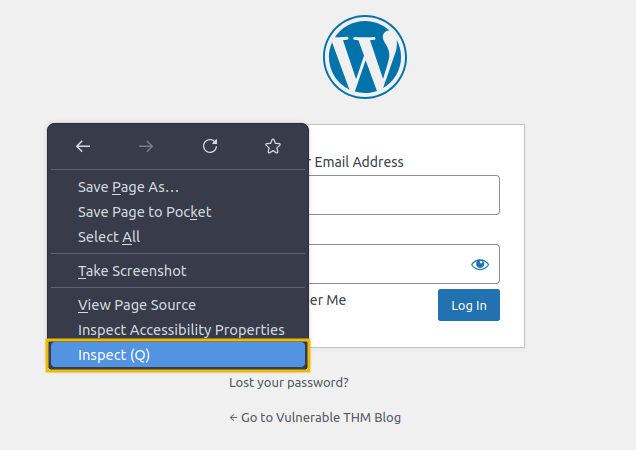 Save Page As…
Save Page to Pocket
Select All
Take Screenshot
View Page Source
Inspect Accessibility Properties
Inspect (Q)
Email Address
Me
Log In
Lost your password?
← Go to Vulnerable THM Blog